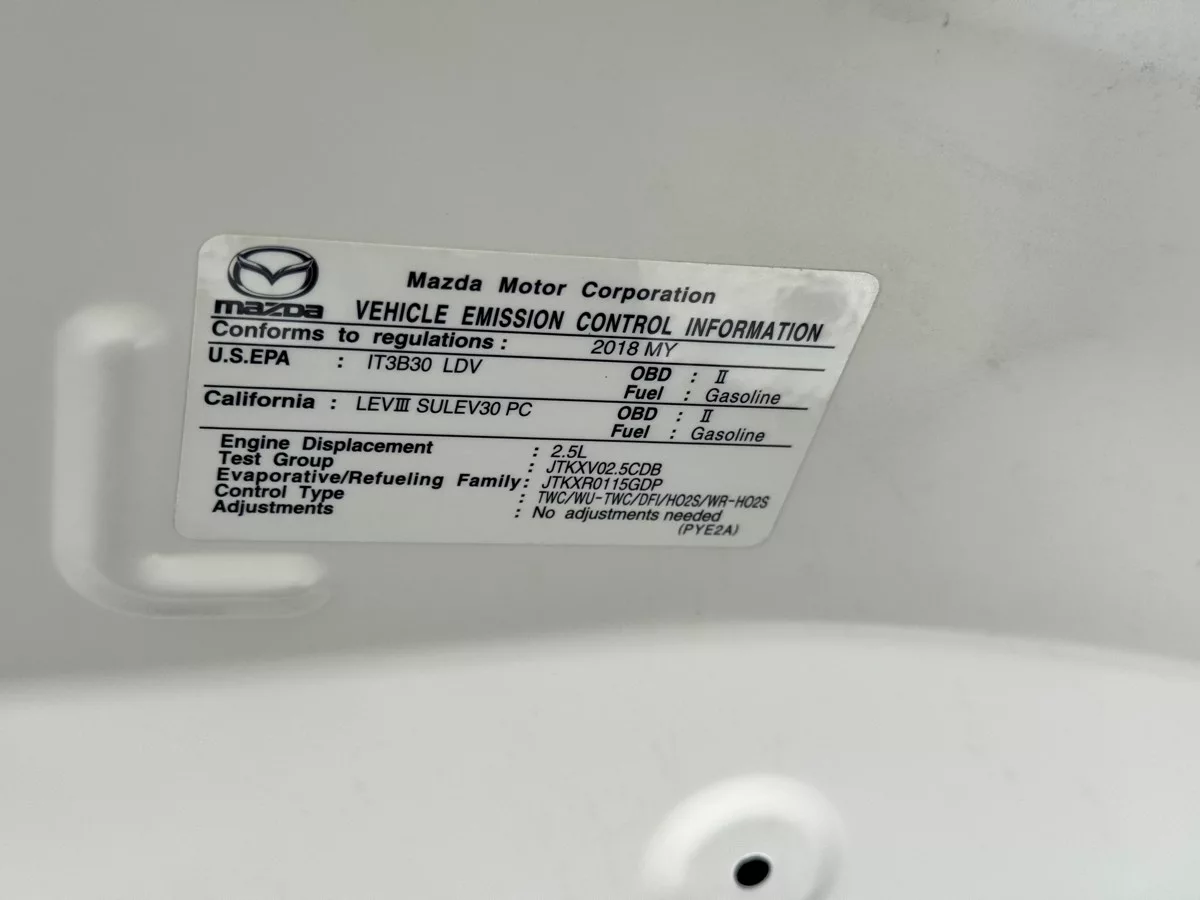 mazda
Mazda Motor Corporation
VEHICLE EMISSION CONTROL INFORMATION
Conforms to regulations : 2018 MY
U.S.EPA : IT3B30 LDV OBD : Ⅱ
Fuel : Gasoline
California : LEVⅢ SULEV30 PC OBD : Ⅱ
Fuel : Gasoline
Engine Displacement : 2.5L
Test Group : JTKXV02.5CDB
Evaporative/Refueling Family : JTKXR0115GDP
Control Type : TWC/WU-TWC/DFI/HO2S/WR-HO2S
Adjustments : No adjustments needed
(PYE2A)